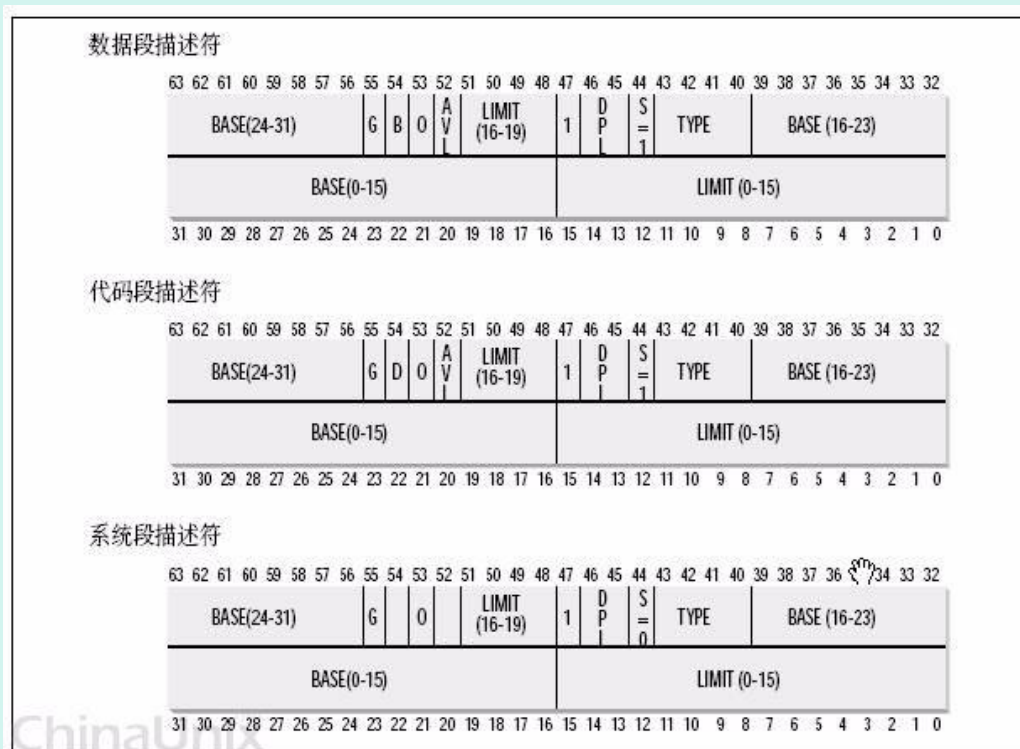 数据段描述符
63 62 61 60 59 58 57 56 55 54 53 52 51 50 49 48 47 46 45 44 43 42 41 40 39 38 37 36 35 34 33 32
BASE(24-31) G B 0 AVL LIMIT (16-19) 1 DPL S=1 TYPE BASE (16-23)
BASE(0-15) LIMIT (0-15)
31 30 29 28 27 26 25 24 23 22 21 20 19 18 17 16 15 14 13 12 11 10 9 8 7 6 5 4 3 2 1 0
代码段描述符
63 62 61 60 59 58 57 56 55 54 53 52 51 50 49 48 47 46 45 44 43 42 41 40 39 38 37 36 35 34 33 32
BASE(24-31) G D 0 AVL LIMIT (16-19) 1 DPL S=1 TYPE BASE (16-23)
BASE(0-15) LIMIT (0-15)
31 30 29 28 27 26 25 24 23 22 21 20 19 18 17 16 15 14 13 12 11 10 9 8 7 6 5 4 3 2 1 0
系统段描述符
63 62 61 60 59 58 57 56 55 54 53 52 51 50 49 48 47 46 45 44 43 42 41 40 39 38 37 36 34 33 32
BASE(24-31) G 0 LIMIT (16-19) 1 DPL S=0 TYPE BASE (16-23)
BASE(0-15) LIMIT (0-15)
31 30 29 28 27 26 25 24 23 22 21 20 19 18 17 16 15 14 13 12 11 10 9 8 7 6 5 4 3 2 1 0
ChinaUnix